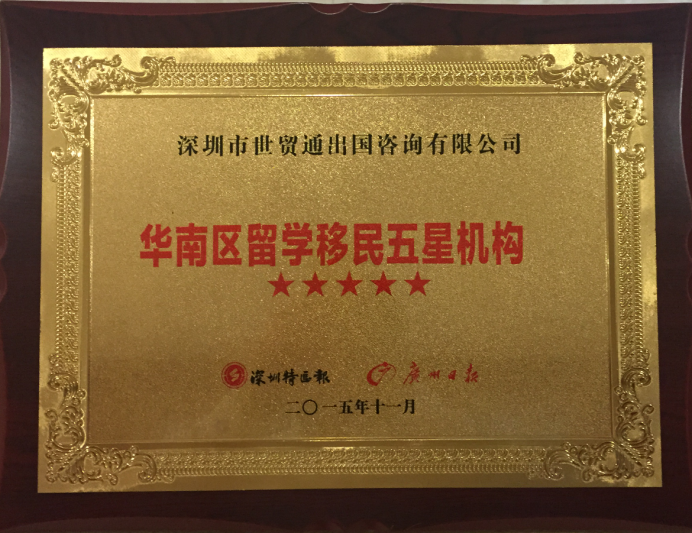 深圳市世贸通出国咨询有限公司
华南区留学移民五星机构
★★★★★
深圳特区報 广州日报
二〇一五年十一月